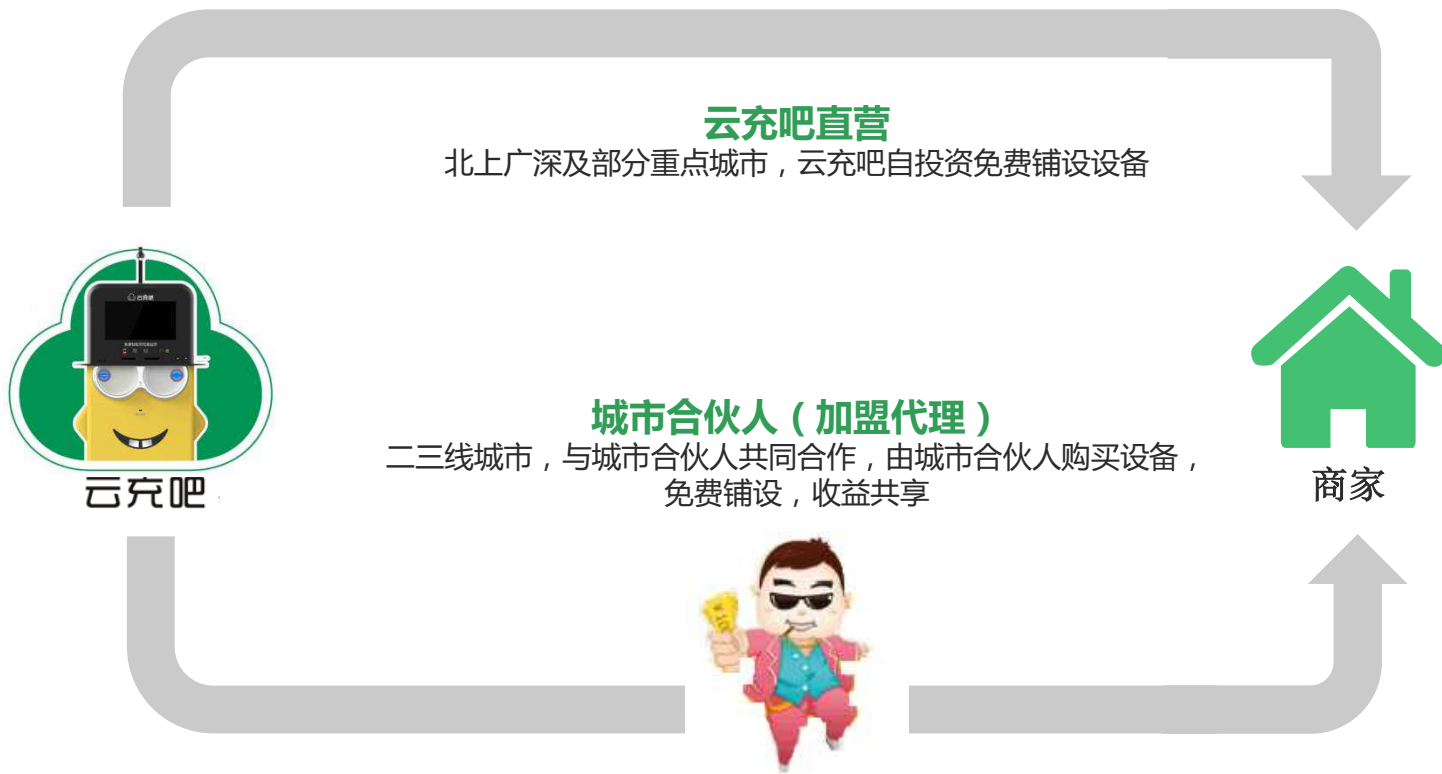 云充吧直营
北上广深及部分重点城市，云充吧自投资免费铺设设备
云充吧
城市合伙人（加盟代理）
二三线城市，与城市合伙人共同合作，由城市合伙人购买设备，
免费铺设，收益共享
云充吧
商家